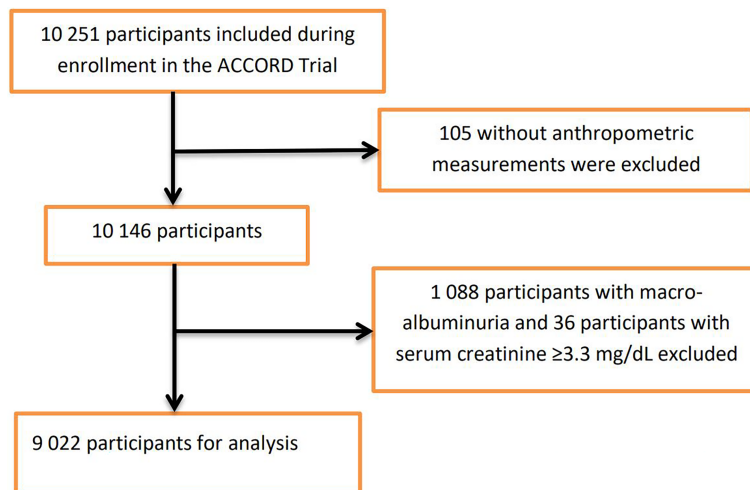 10 251 participants included during
enrollment in the ACCORD Trial
105 without anthropometric
measurements were excluded
10 146 participants
1 088 participants with macro-
albuminuria and 36 participants with
serum creatinine ≥3.3 mg/dL excluded
9 022 participants for analysis